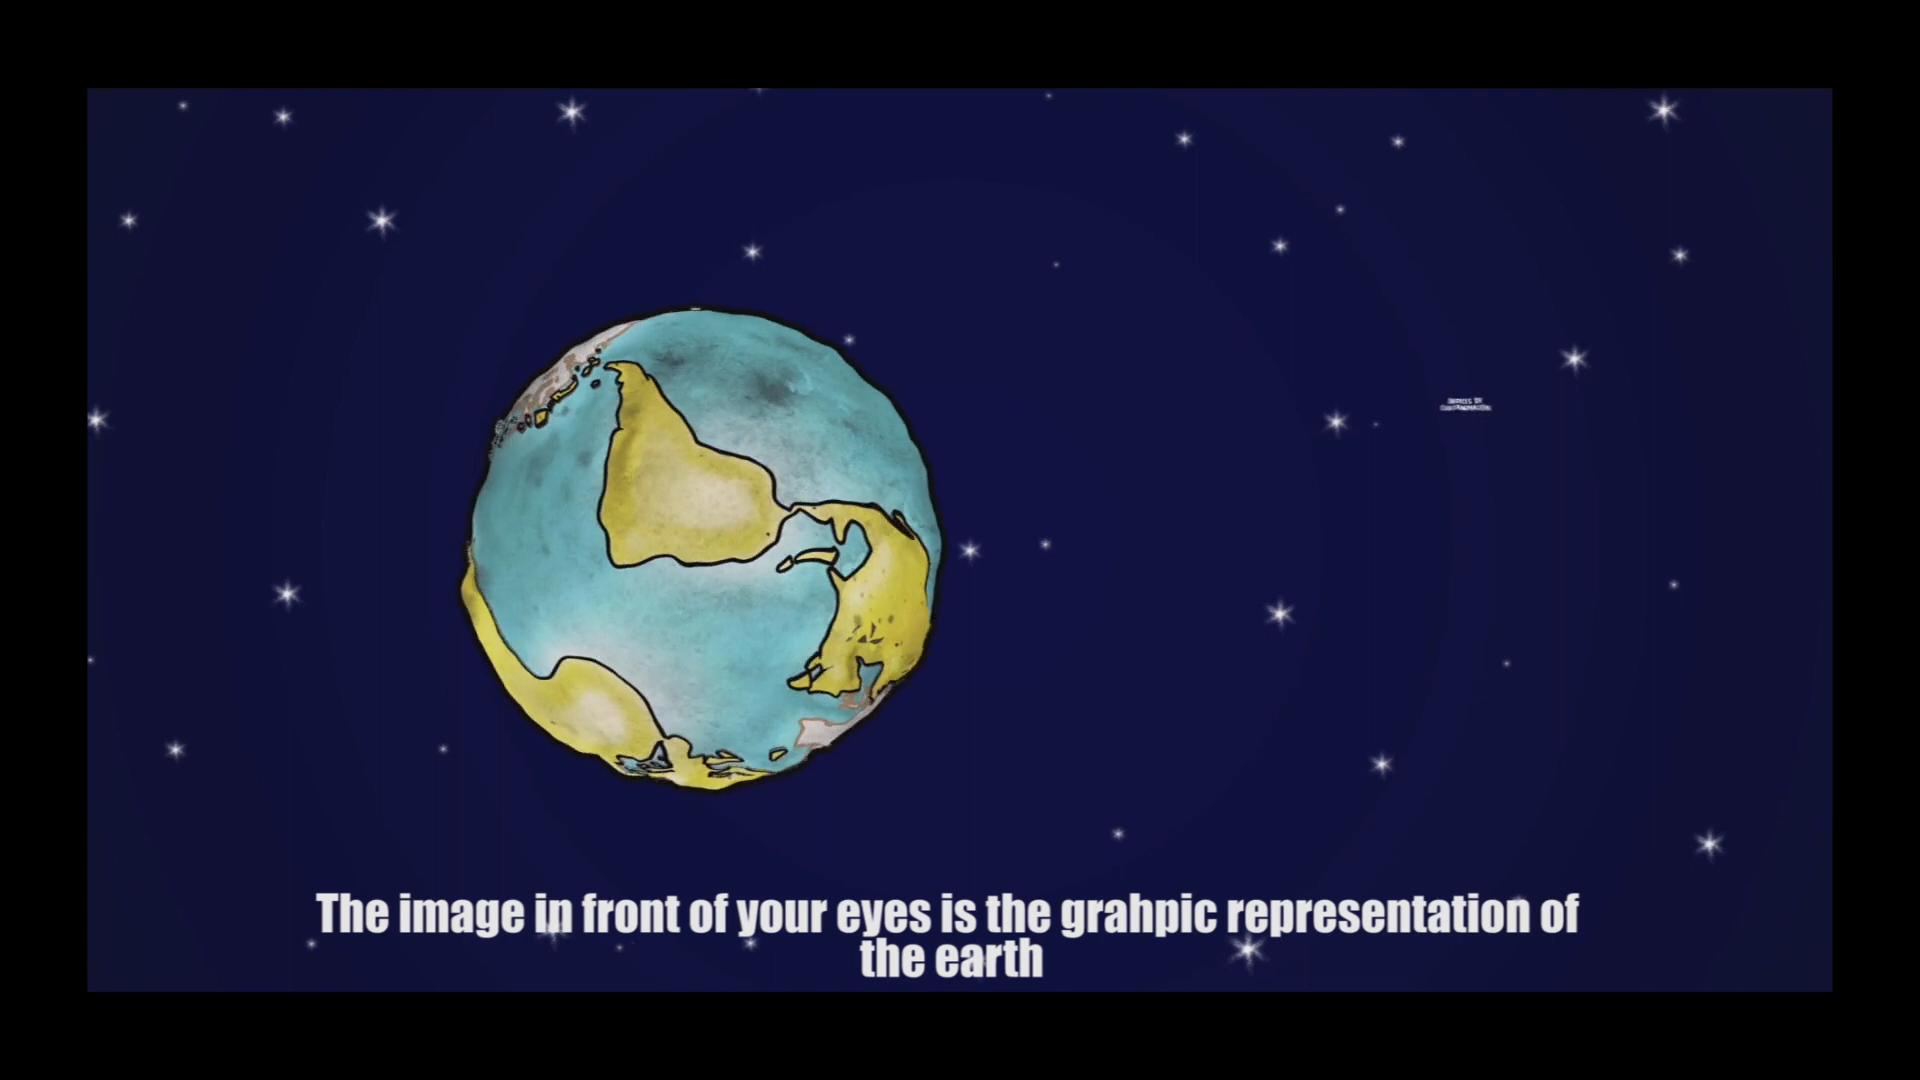 The image in front of your eyes is the grahpic representation of
the earth